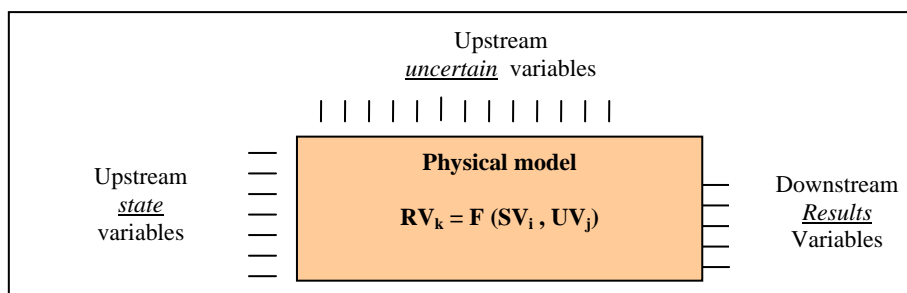 Upstream
uncertain variables
Upstream
state
variables
Physical model
RVk = F (SVi , UVj)
Downstream
Results
Variables